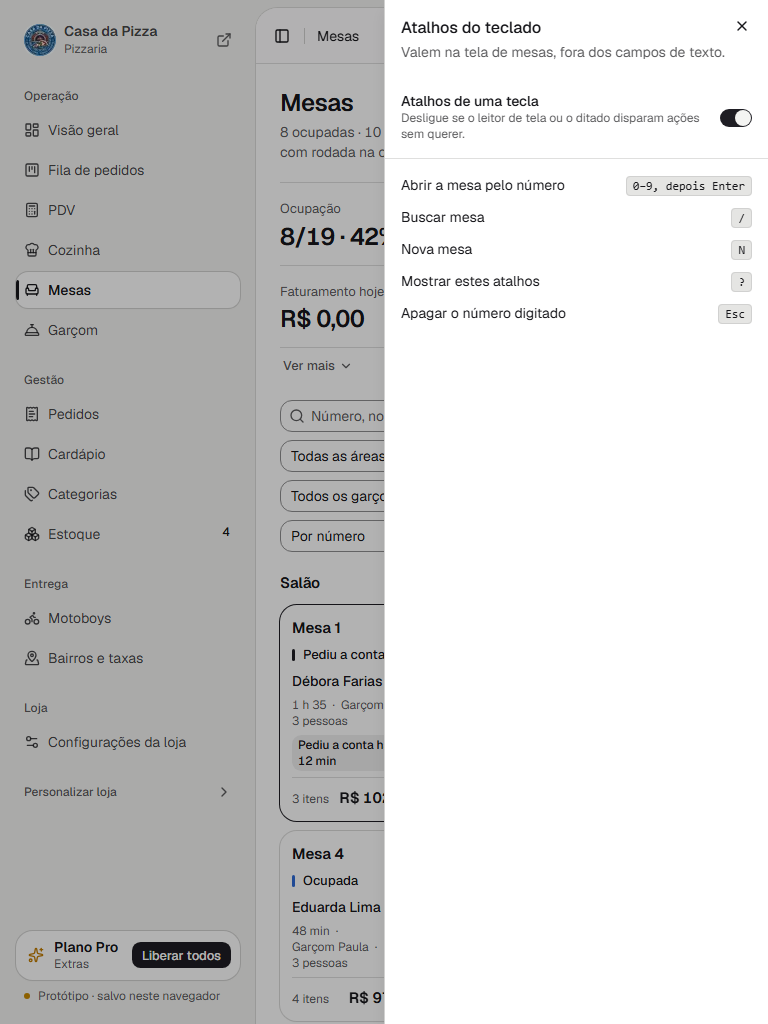 Casa da Pizza
Pizzaria
Operação
Visão geral
Fila de pedidos
PDV
Cozinha
Mesas
Garçom
Gestão
Pedidos
Cardápio
Categorias
Estoque 4
Entrega
Motoboys
Bairros e taxas
Loja
Configurações da loja
Personalizar loja
Plano Pro
Extras
Liberar todos
Protótipo · salvo neste navegador
Mesas
Mesas
8 ocupadas · 10
com rodada na
Ocupação
8/19 · 42%
Faturamento hoje
R$ 0,00
Ver mais
Número, no
Todas as áreas
Todos os garço
Por número
Salão
Mesa 1
Pediu a conta
Débora Farias
1 h 35 · Garçom
3 pessoas
Pediu a conta h
12 min
3 itens R$ 102
Mesa 4
Ocupada
Eduarda Lima
48 min ·
Garçom Paula ·
3 pessoas
4 itens R$ 97
Atalhos do teclado
Valem na tela de mesas, fora dos campos de texto.
Atalhos de uma tecla
Desligue se o leitor de tela ou o ditado disparam ações
sem querer.
Abrir a mesa pelo número 0–9, depois Enter
Buscar mesa /
Nova mesa N
Mostrar estes atalhos ?
Apagar o número digitado Esc